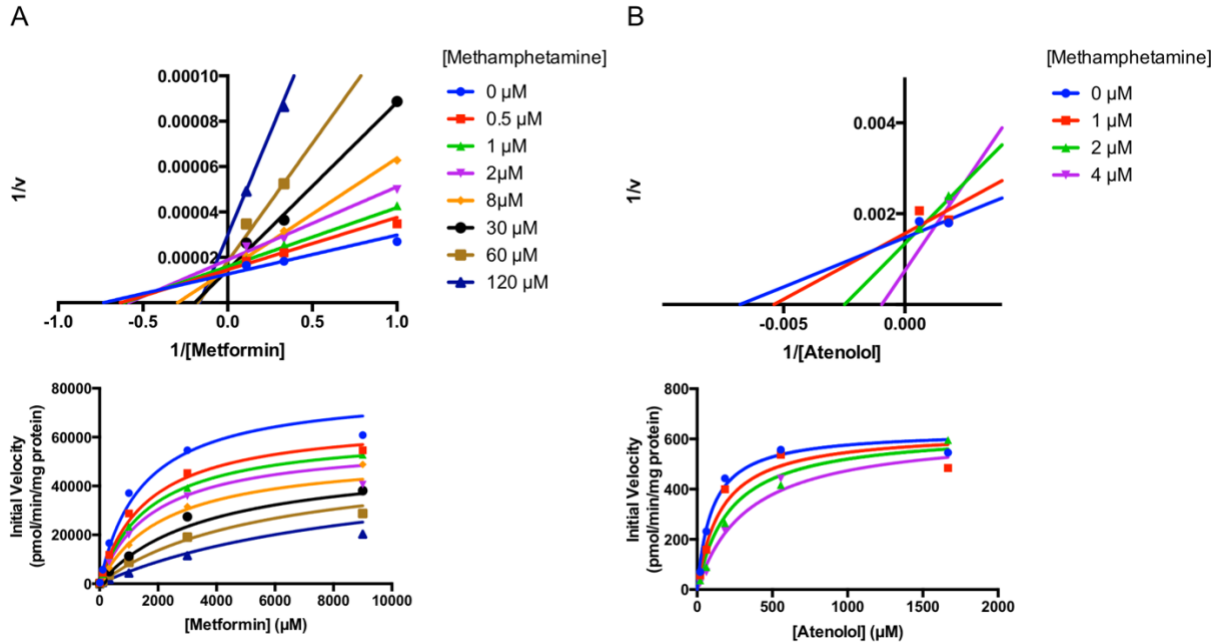 A
[Methamphetamine]
0 µM
0.5 µM
1 µM
2µM
8µM
30 µM
60 µM
120 µM
1/v
0.00010
0.00008
0.00006
0.00004
0.00002
-1.0
-0.5
0.0
0.5
1.0
1/[Metformin]
Initial Velocity
(pmol/min/mg protein)
80000
60000
40000
20000
0
0
2000
4000
6000
8000
10000
[Metformin] (µM)
B
[Methamphetamine]
0 µM
1 µM
2 µM
4 µM
1/v
0.004
0.002
-0.005
0.000
1/[Atenolol]
Initial Velocity
(pmol/min/mg protein)
800
600
400
200
0
0
500
1000
1500
2000
[Atenolol] (µM)